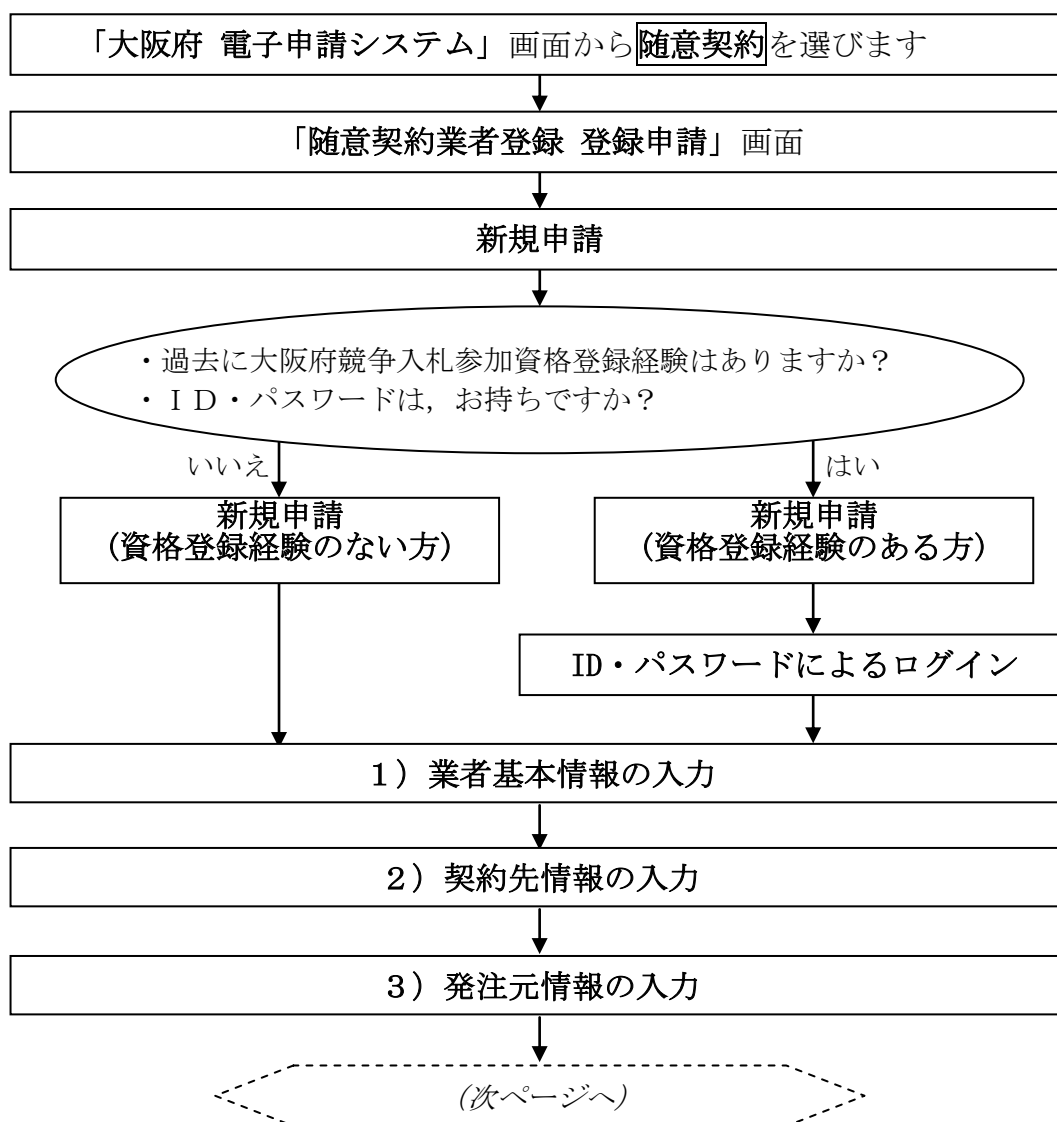 「大阪府 電子申請システム」画面から随意契約を選びます
「随意契約業者登録 登録申請」画面
新規申請
・過去に大阪府競争入札参加資格登録経験はありますか？
・ＩＤ・パスワードは，お持ちですか？
いいえ
はい
新規申請
（資格登録経験のない方）
新規申請
（資格登録経験のある方）
ID・パスワードによるログイン
１）業者基本情報の入力
２）契約先情報の入力
３）発注元情報の入力
（次ページへ）